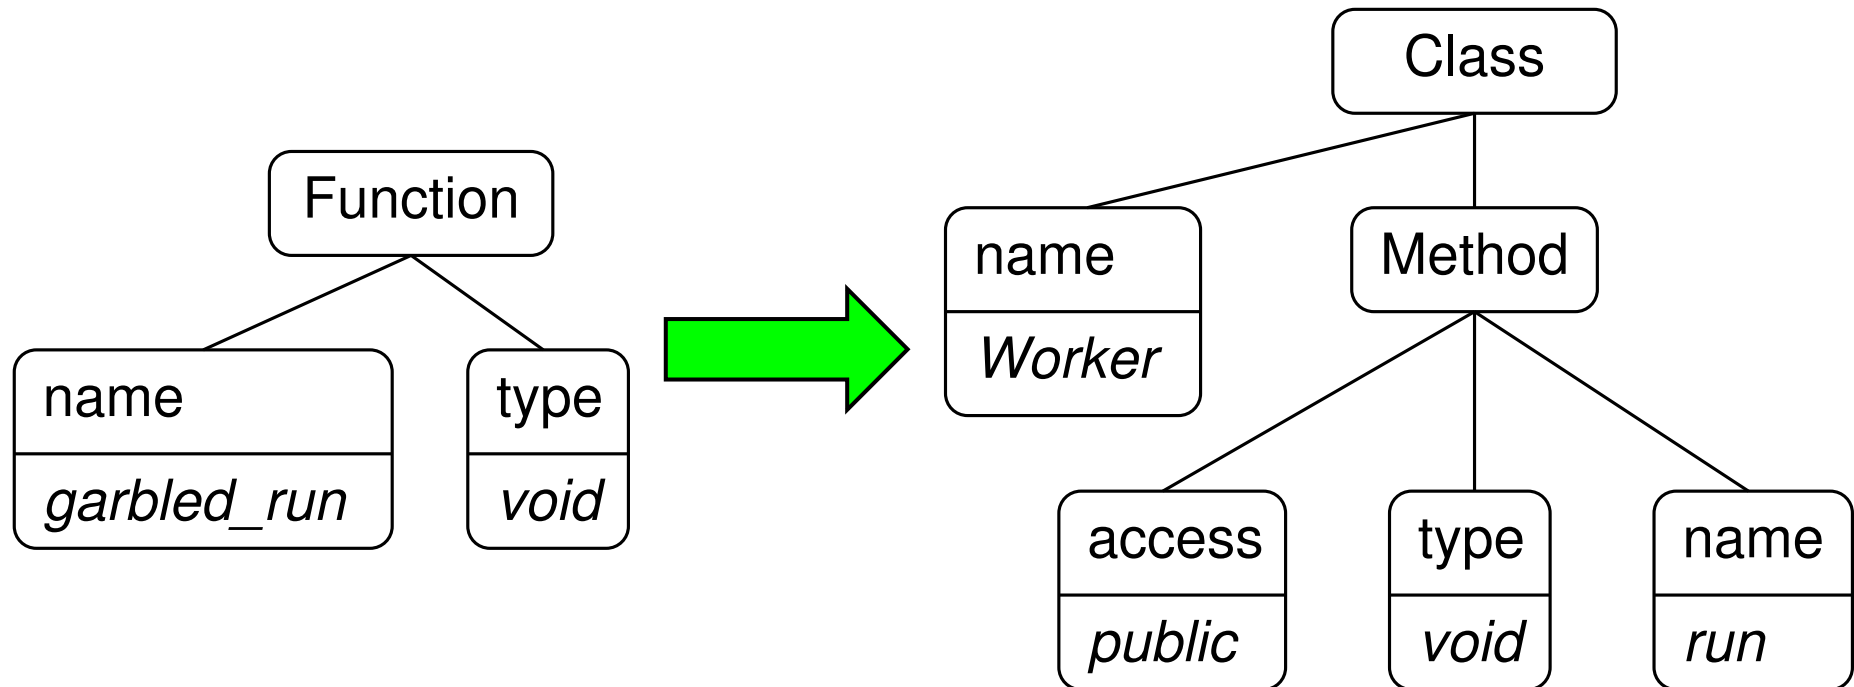 Function
name
garbled_run
type
void
Class
name
Worker
Method
access
public
type
void
name
run